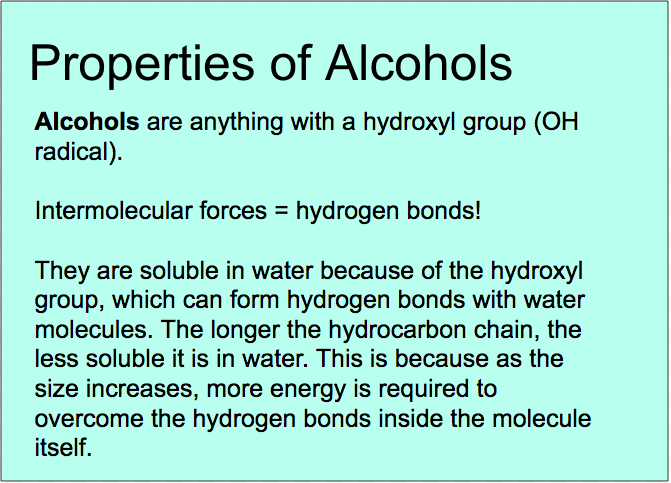 Properties of Alcohols
Alcohols are anything with a hydroxyl group (OH
radical).
Intermolecular forces = hydrogen bonds!
They are soluble in water because of the hydroxyl
group, which can form hydrogen bonds with water
molecules. The longer the hydrocarbon chain, the
less soluble it is in water. This is because as the
size increases, more energy is required to
overcome the hydrogen bonds inside the molecule
itself.